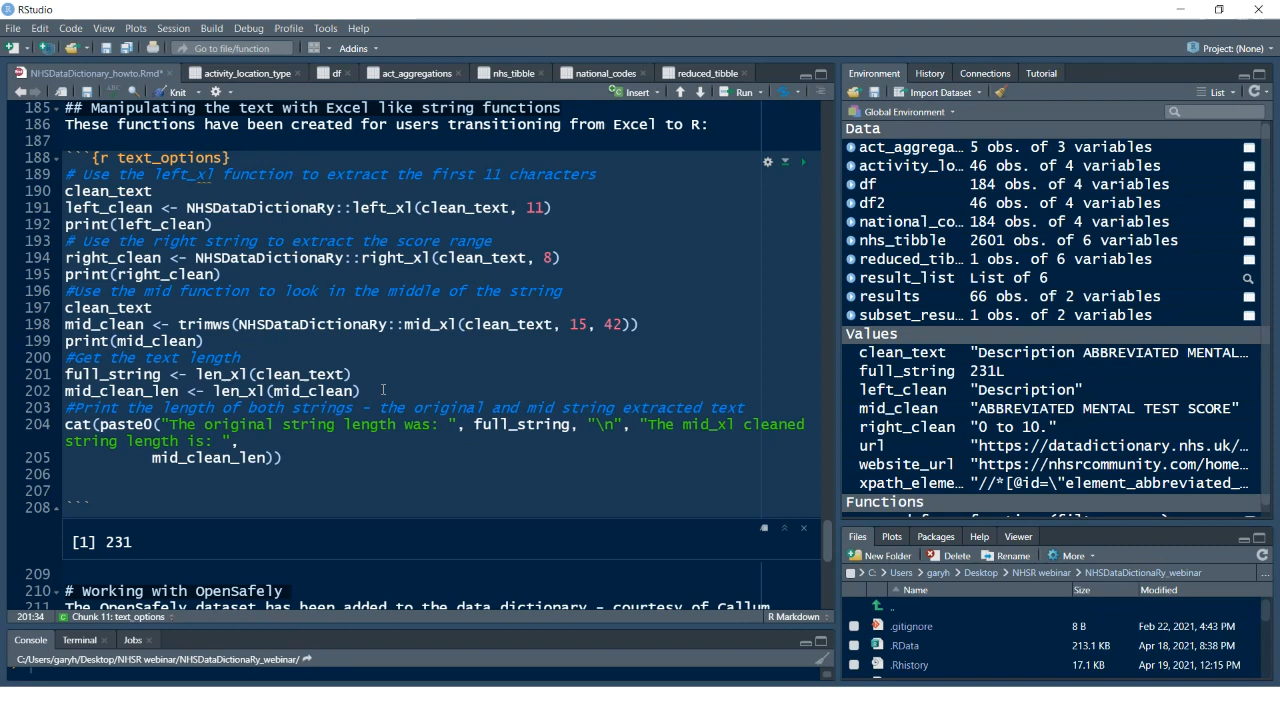 RStudio
File Edit Code View Plots Session Build Debug Profile Tools Help
Go to file/function Addins Project: (None)
NHSDataDictionary_howto.Rmd* activity_location_type df act_aggregations nhs_tibble national_codes reduced_tibble
Knit Insert Run
185 ## Manipulating the text with Excel like string functions
186 These functions have been created for users transitioning from Excel to R:
187
188 ```{r text_options}
189 # Use the left_xl function to extract the first 11 characters
190 clean_text
191 left_clean <- NHSDataDictionaRy::left_xl(clean_text, 11)
192 print(left_clean)
193 # Use the right string to extract the score range
194 right_clean <- NHSDataDictionaRy::right_xl(clean_text, 8)
195 print(right_clean)
196 #Use the mid function to look in the middle of the string
197 clean_text
198 mid_clean <- trimws(NHSDataDictionaRy::mid_xl(clean_text, 15, 42))
199 print(mid_clean)
200 #Get the text length
201 full_string <- len_xl(clean_text)
202 mid_clean_len <- len_xl(mid_clean)
203 #Print the length of both strings - the original and mid string extracted text
204 cat(paste0("The original string length was: ", full_string, "\n", "The mid_xl cleaned
string length is: ",
205 mid_clean_len))
206
207
208 ```
[1] 231
209
210 # Working with OpenSafely
211 The OpenSafely dataset has been added to the data dictionary - courtesy of Callum
201:34 Chunk 11: text_options R Markdown
Console Terminal Jobs
C:/Users/garyh/Desktop/NHSR webinar/NHSDataDictionaRy_webinar/
Environment History Connections Tutorial
Import Dataset List
Global Environment
Data
act_aggrega… 5 obs. of 3 variables
activity_lo… 46 obs. of 4 variables
df 184 obs. of 4 variables
df2 46 obs. of 4 variables
national_co… 184 obs. of 4 variables
nhs_tibble 2601 obs. of 6 variables
reduced_tib… 1 obs. of 6 variables
result_list List of 6
results 66 obs. of 2 variables
subset_resu… 1 obs. of 2 variables
Values
clean_text "Description ABBREVIATED MENTAL…
full_string 231L
left_clean "Description"
mid_clean "ABBREVIATED MENTAL TEST SCORE"
right_clean "0 to 10."
url "https://datadictionary.nhs.uk/…
website_url "https://nhsrcommunity.com/home…
xpath_eleme… "//*[@id=\"element_abbreviated_…
Functions
Files Plots Packages Help Viewer
New Folder Delete Rename More
C: Users garyh Desktop NHSR webinar NHSDataDictionaRy_webinar …
Name Size Modified
..
.gitignore 8 B Feb 22, 2021, 4:43 PM
.RData 213.1 KB Apr 18, 2021, 8:38 PM
.Rhistory 17.1 KB Apr 19, 2021, 12:15 PM